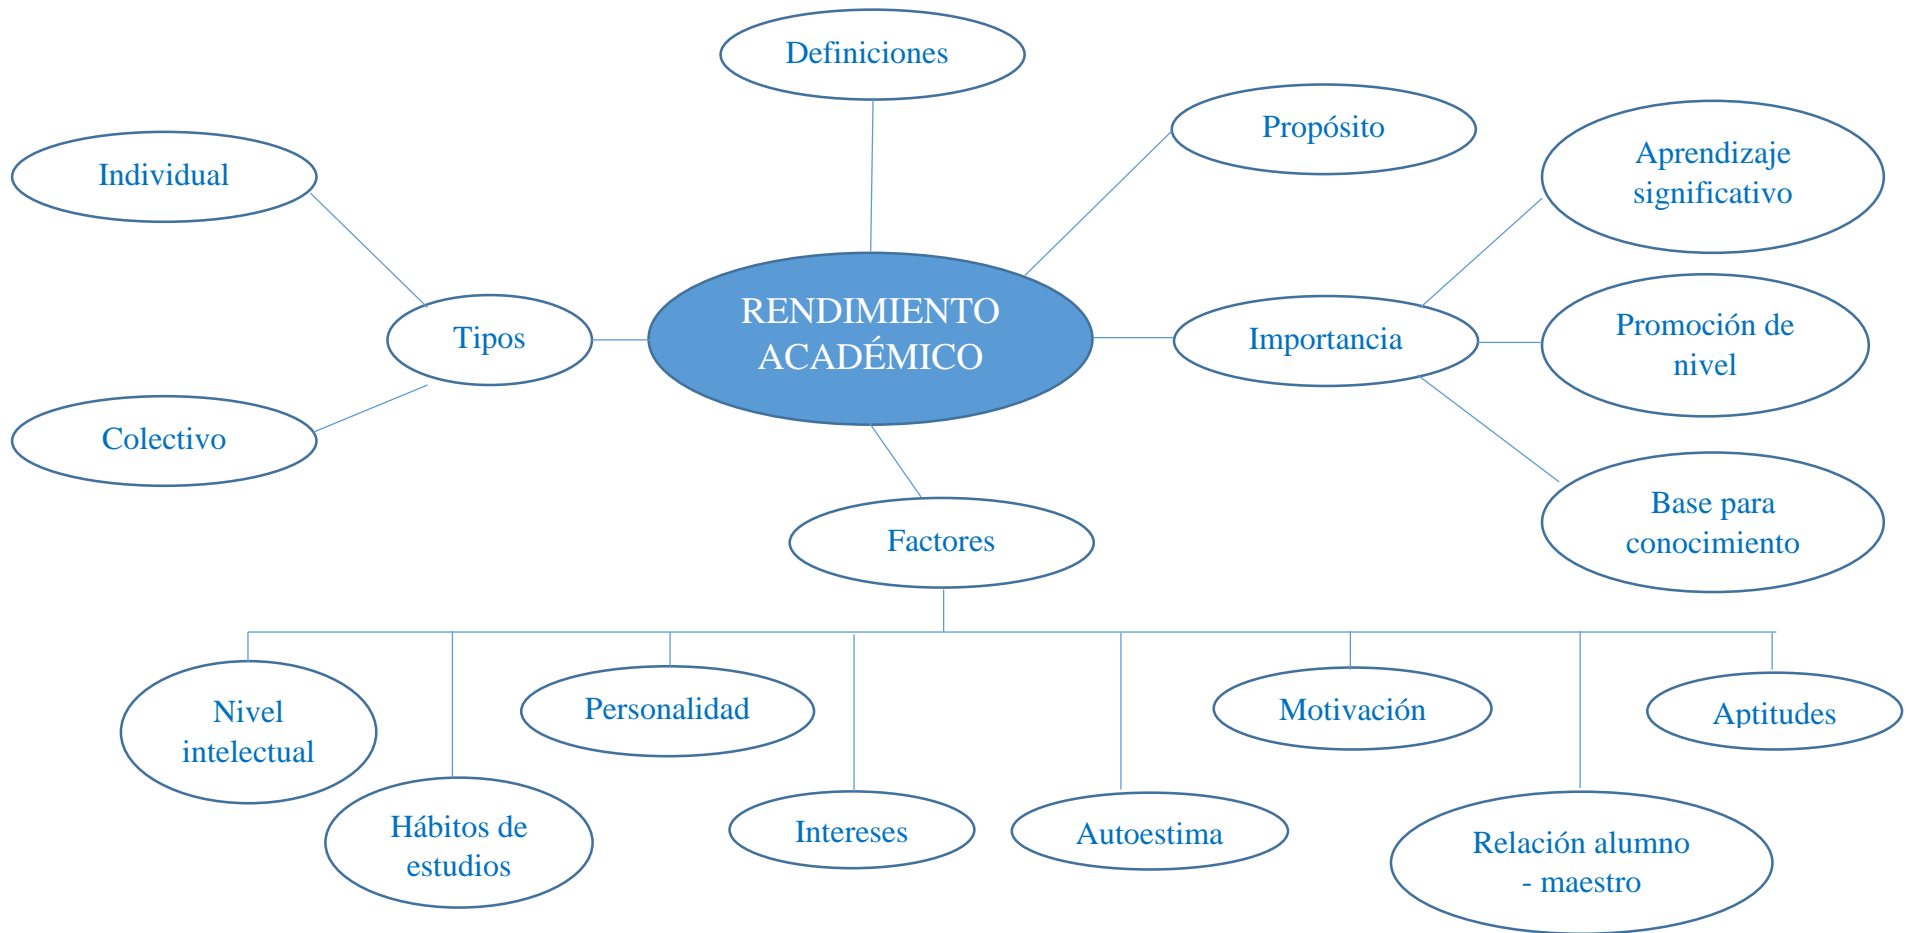 Definiciones
Propósito
Aprendizaje
significativo
Individual
RENDIMIENTO
ACADÉMICO
Tipos
Importancia
Promoción de
nivel
Colectivo
Base para
conocimiento
Factores
Nivel
intelectual
Personalidad
Motivación
Aptitudes
Hábitos de
estudios
Intereses
Autoestima
Relación alumno
- maestro